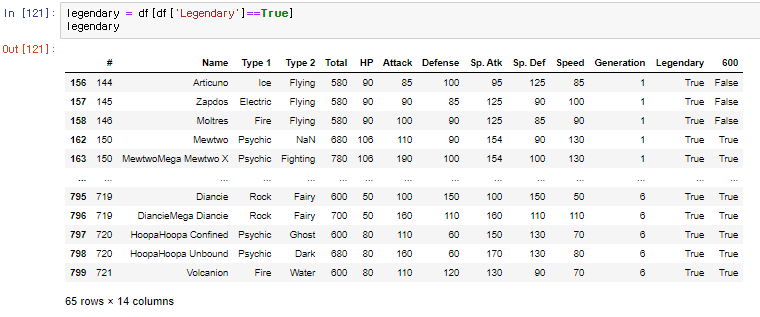 In [121]: legendary = df[df['Legendary']==True]
legendary
Out [121]:
# Name Type 1 Type 2 Total HP Attack Defense Sp. Atk Sp. Def Speed Generation Legendary 600
156 144 Articuno Ice Flying 580 90 85 100 95 125 85 1 True False
157 145 Zapdos Electric Flying 580 90 90 85 125 90 100 1 True False
158 146 Moltres Fire Flying 580 90 100 90 125 85 90 1 True False
162 150 Mewtwo Psychic NaN 680 106 110 90 154 90 130 1 True True
163 150 MewtwoMega Mewtwo X Psychic Fighting 780 106 190 100 154 100 130 1 True True
... ... ... ... ... ... ... ... ... ... ... ... ... ... ...
795 719 Diancie Rock Fairy 600 50 100 150 100 150 50 6 True True
796 719 DiancieMega Diancie Rock Fairy 700 50 160 110 160 110 110 6 True True
797 720 HoopaHoopa Confined Psychic Ghost 600 80 110 60 150 130 70 6 True True
798 720 HoopaHoopa Unbound Psychic Dark 680 80 160 60 170 130 80 6 True True
799 721 Volcanion Fire Water 600 80 110 120 130 90 70 6 True True
65 rows × 14 columns